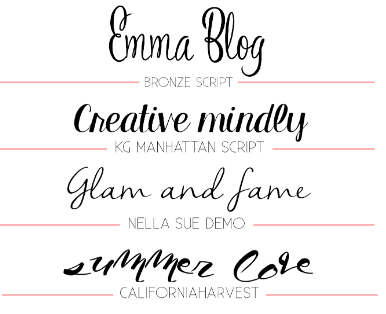 Emma Blog
BRONZE SCRIPT
Creative mindly
KG MANHATTAN SCRIPT
Glam and fame
NELLA SUE DEMO
summer love
CALIFORNIAHARVEST